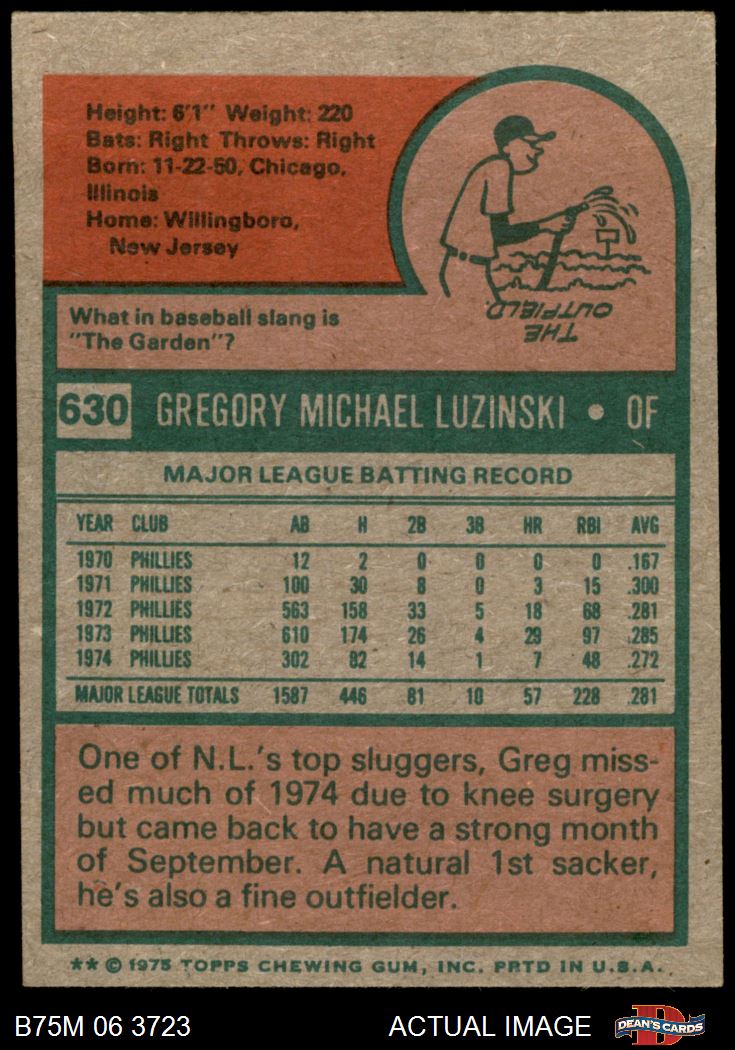 Height: 6'1" Weight: 220
Bats: Right Throws: Right
Born: 11-22-50, Chicago,
Illinois
Home: Willingboro,
New Jersey
THE
OUTFIELD.
What in baseball slang is
"The Garden"?
630 GREGORY MICHAEL LUZINSKI • OF
MAJOR LEAGUE BATTING RECORD
YEAR CLUB AB H 2B 3B HR RBI AVG
1970 PHILLIES 12 2 0 0 0 0 .167
1971 PHILLIES 100 30 8 0 3 15 .300
1972 PHILLIES 563 158 33 5 18 68 .281
1973 PHILLIES 610 174 26 4 29 97 .285
1974 PHILLIES 302 82 14 1 7 48 .272
MAJOR LEAGUE TOTALS 1587 446 81 10 57 228 .281
One of N.L.'s top sluggers, Greg miss-
ed much of 1974 due to knee surgery
but came back to have a strong month
of September. A natural 1st sacker,
he's also a fine outfielder.
** © 1975 TOPPS CHEWING GUM, INC. PRTD IN U.S.A.
B75M 06 3723 ACTUAL IMAGE D DEAN'S CARDS